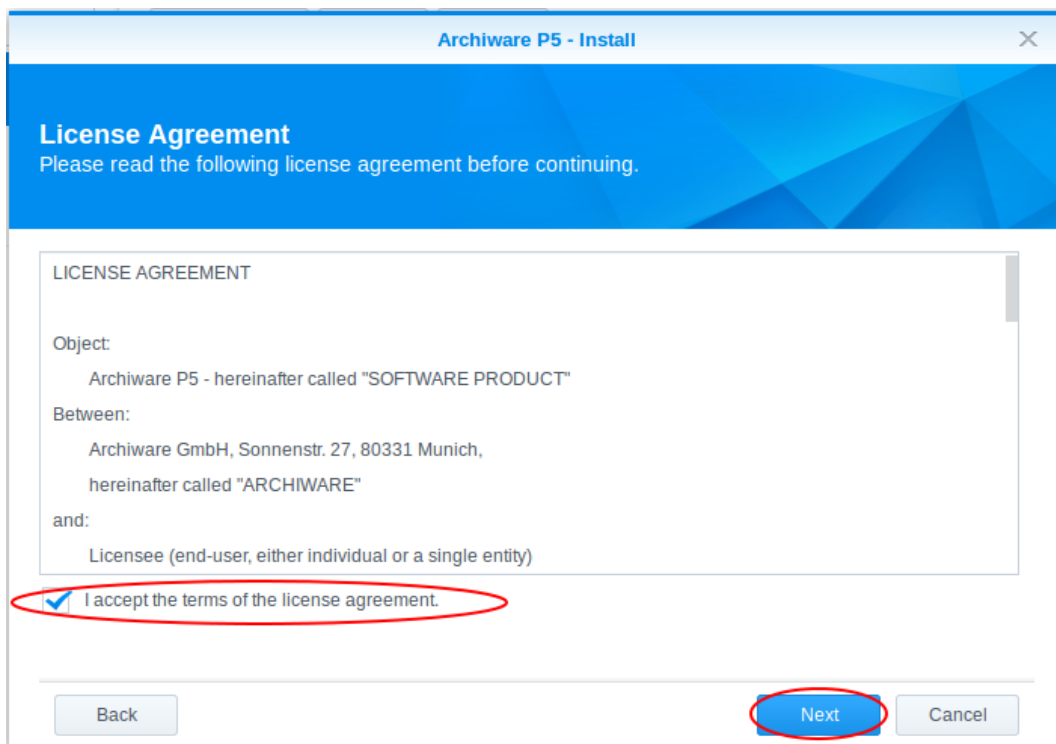 Archiware P5 - Install
License Agreement
Please read the following license agreement before continuing.
LICENSE AGREEMENT
Object:
Archiware P5 - hereinafter called "SOFTWARE PRODUCT"
Between:
Archiware GmbH, Sonnenstr. 27, 80331 Munich,
hereinafter called "ARCHIWARE"
and:
Licensee (end-user, either individual or a single entity)
I accept the terms of the license agreement.
Back
Next
Cancel